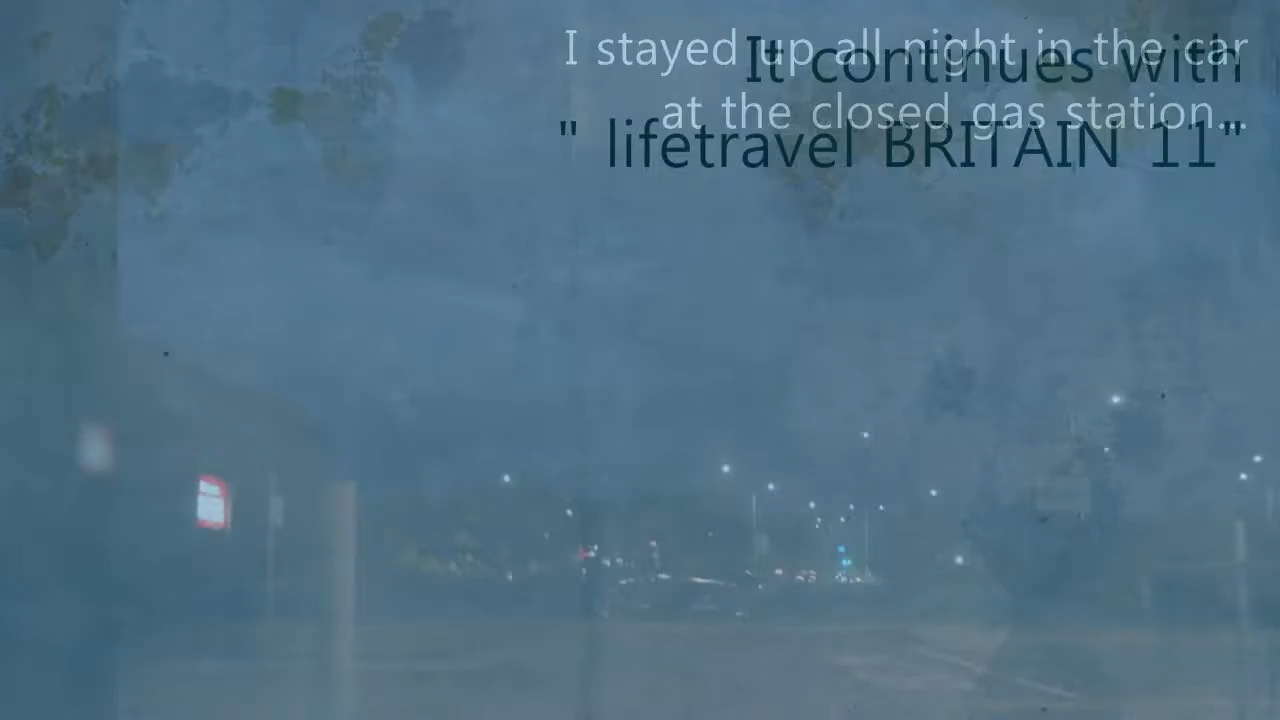 I stayed up all night in the car
It continues with
at the closed gas station...
" lifetravel BRITAIN 11"